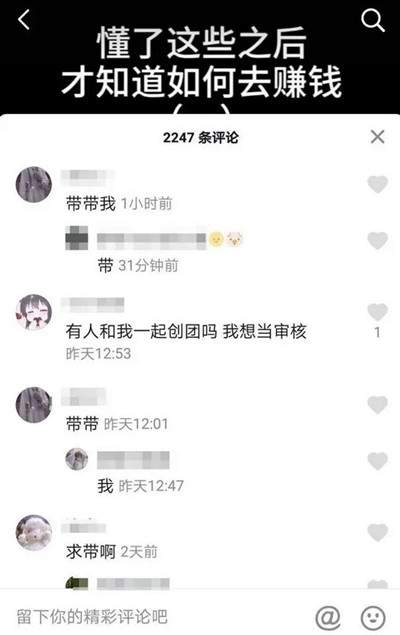 懂了这些之后
才知道如何去赚钱
2247 条评论
带带我 1小时前
带 31分钟前
有人和我一起创团吗 我想当审核
昨天12:53
1
带带 昨天12:01
我 昨天12:47
求带啊 2天前
留下你的精彩评论吧
@